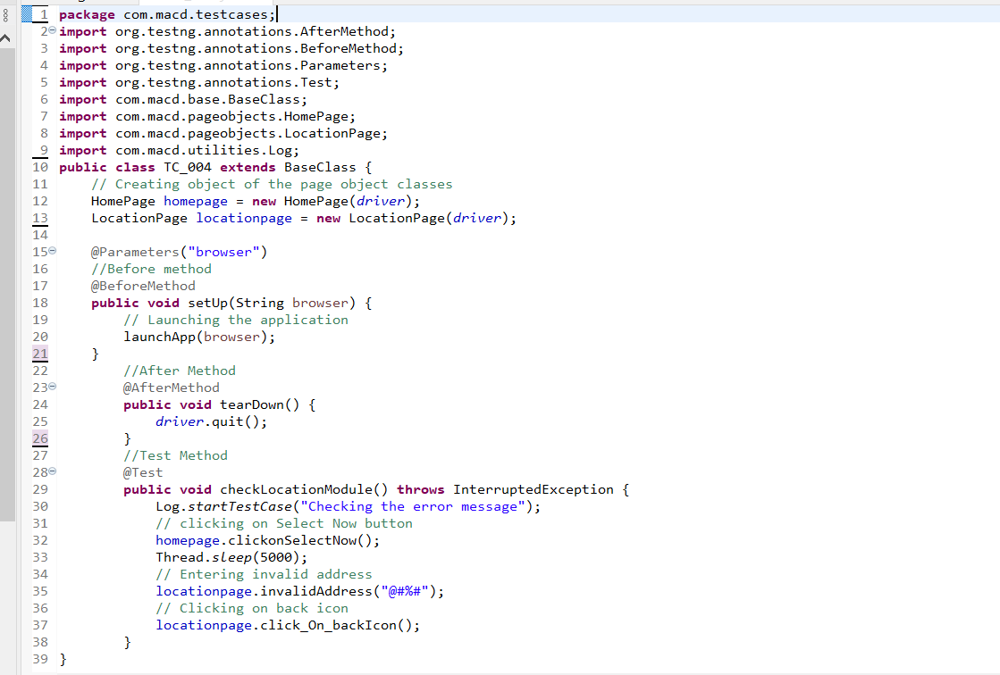 1 package com.macd.testcases;
2 import org.testng.annotations.AfterMethod;
3 import org.testng.annotations.BeforeMethod;
4 import org.testng.annotations.Parameters;
5 import org.testng.annotations.Test;
6 import com.macd.base.BaseClass;
7 import com.macd.pageobjects.HomePage;
8 import com.macd.pageobjects.LocationPage;
9 import com.macd.utilities.Log;
10 public class TC_004 extends BaseClass {
11     // Creating object of the page object classes
12     HomePage homepage = new HomePage(driver);
13     LocationPage locationpage = new LocationPage(driver);
14
15     @Parameters("browser")
16     //Before method
17     @BeforeMethod
18     public void setUp(String browser) {
19         // Launching the application
20         launchApp(browser);
21     }
22         //After Method
23         @AfterMethod
24         public void tearDown() {
25             driver.quit();
26         }
27         //Test Method
28         @Test
29         public void checkLocationModule() throws InterruptedException {
30             Log.startTestCase("Checking the error message");
31             // clicking on Select Now button
32             homepage.clickonSelectNow();
33             Thread.sleep(5000);
34             // Entering invalid address
35             locationpage.invalidAddress("@#%#");
36             // Clicking on back icon
37             locationpage.click_On_backIcon();
38         }
39 }